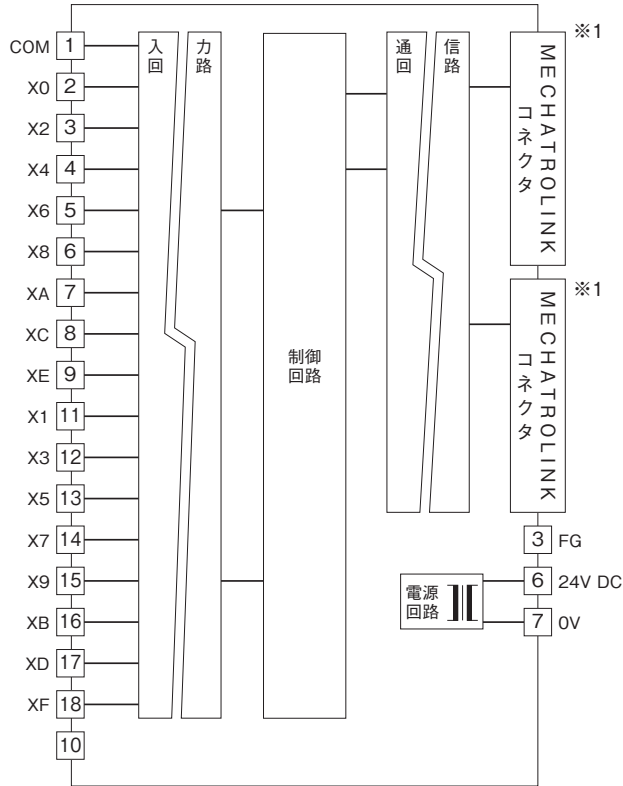 COM 1
X0 2
X2 3
X4 4
X6 5
X8 6
XA 7
XC 8
XE 9
X1 11
X3 12
X5 13
X7 14
X9 15
XB 16
XD 17
XF 18
10
入力
回路
制御
回路
通信
回路
MECHATROLINK
コネクタ
※1
MECHATROLINK
コネクタ
※1
電源
回路
3 FG
6 24V DC
7 0V